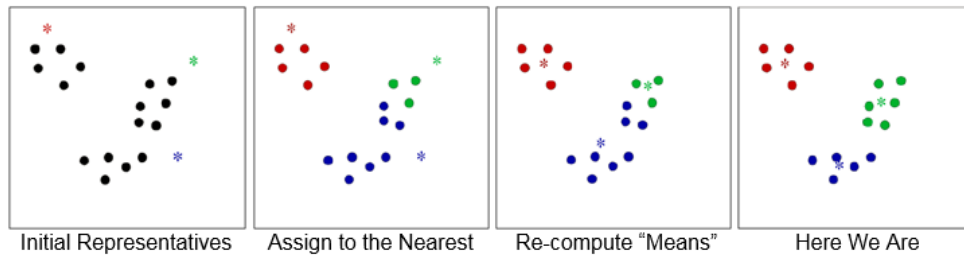 Initial Representatives
Assign to the Nearest
Re-compute “Means”
Here We Are